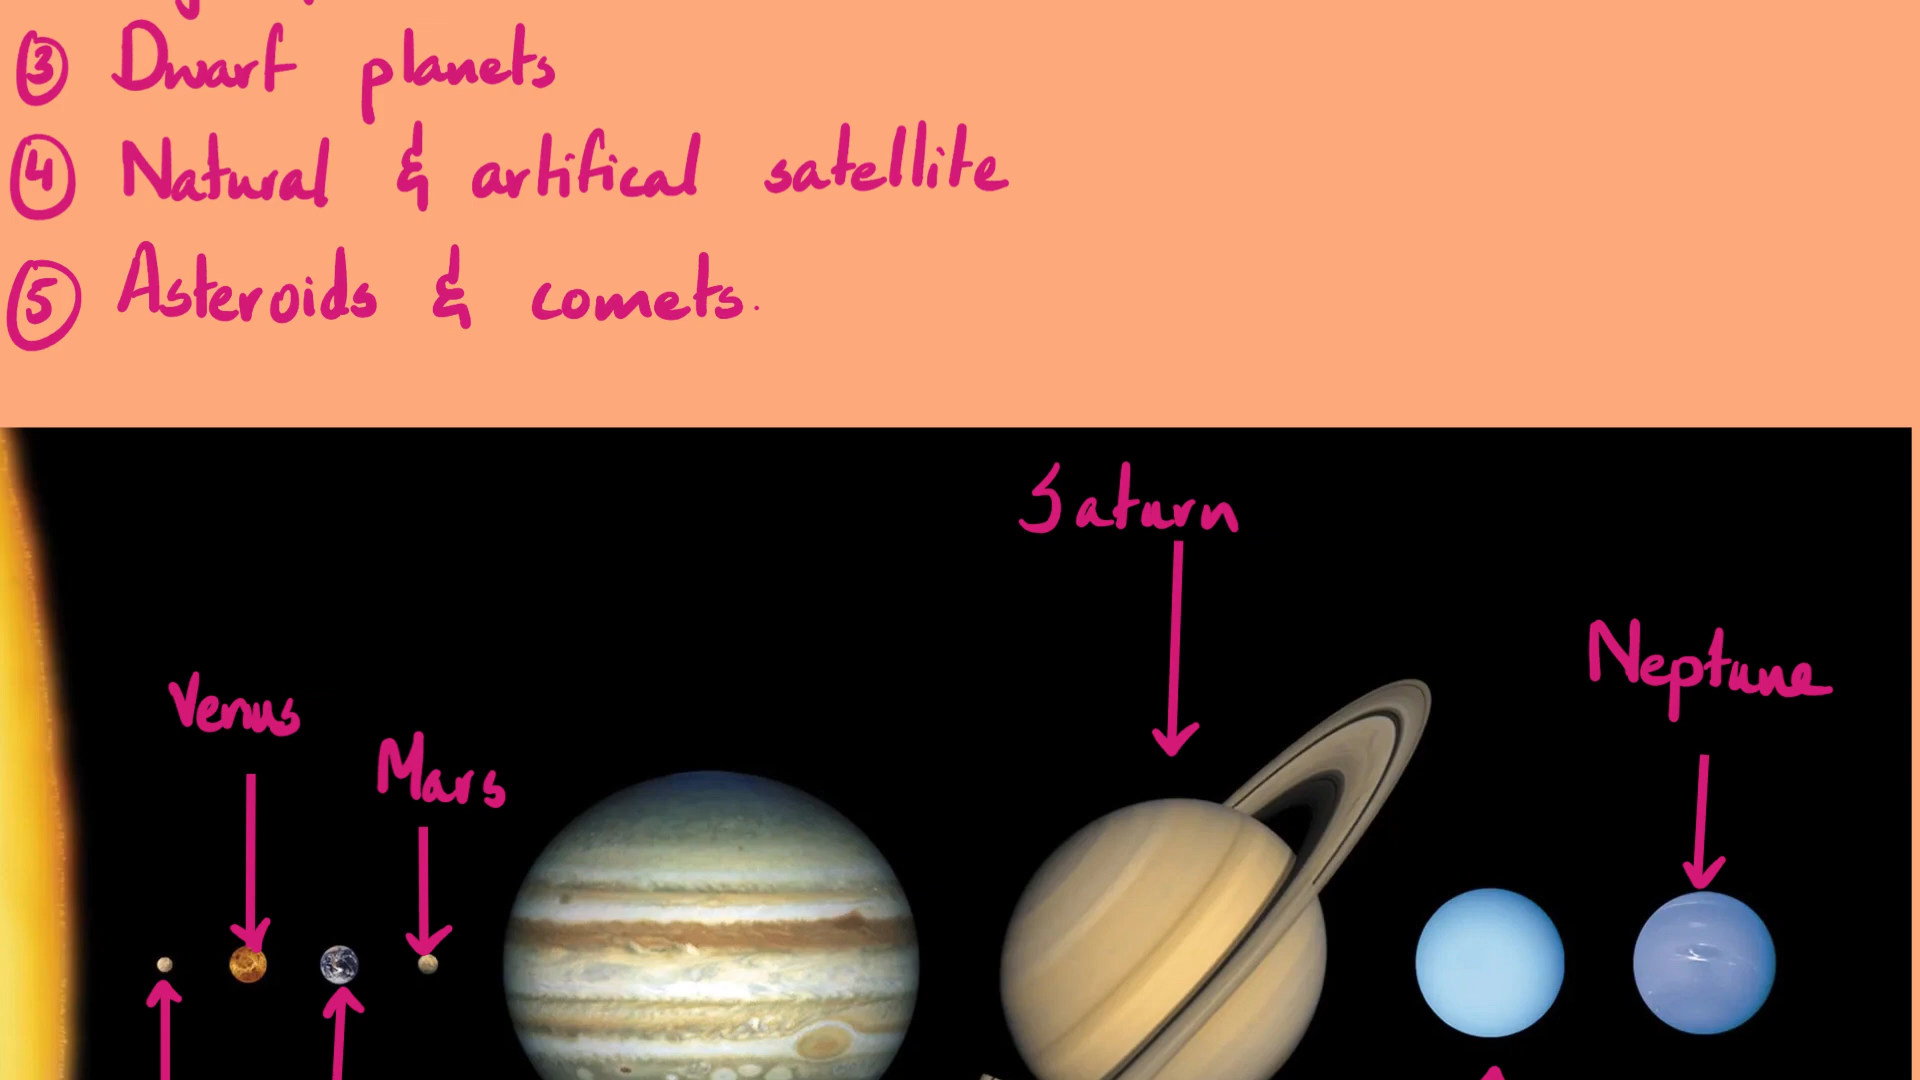 ③ Dwarf planets
④ Natural & artifical satellite
⑤ Asteroids & comets.
Saturn
Neptune
Venus
Mars